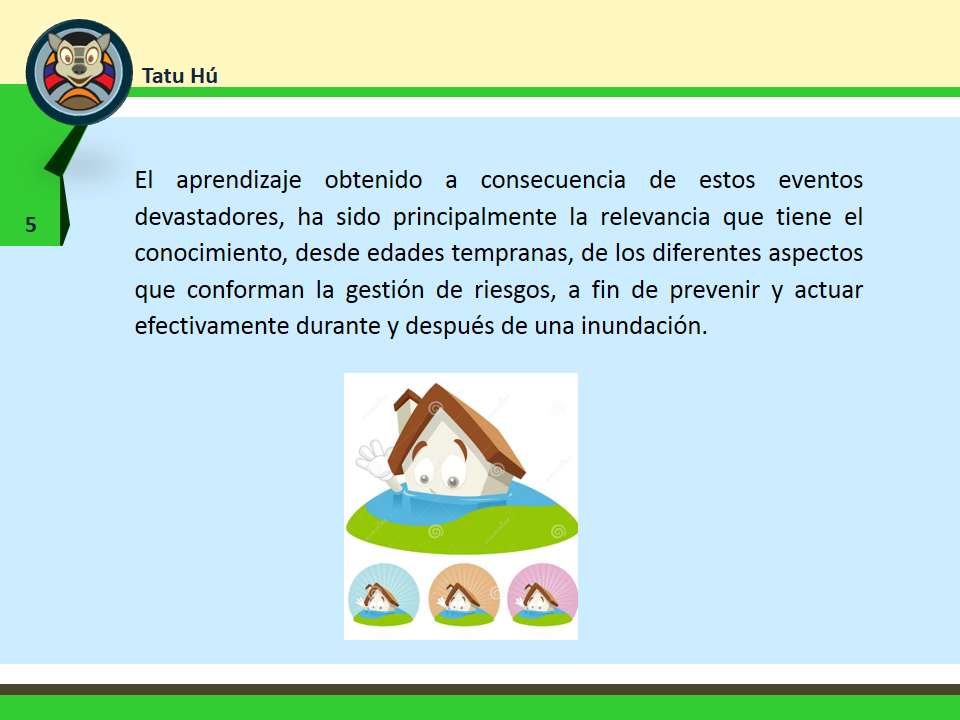 Tatu Hú
El aprendizaje obtenido a consecuencia de estos eventos
devastadores, ha sido principalmente la relevancia que tiene el
conocimiento, desde edades tempranas, de los diferentes aspectos
que conforman la gestión de riesgos, a fin de prevenir y actuar
efectivamente durante y después de una inundación.
5